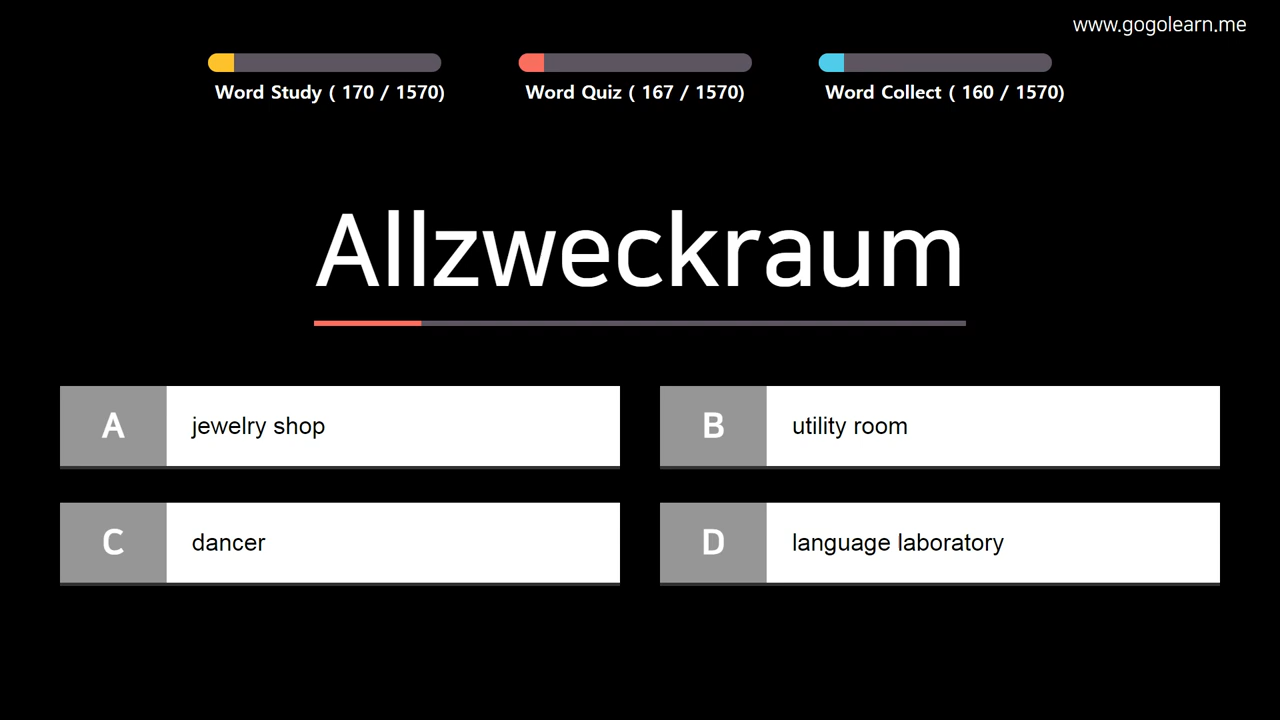 www.gogolearn.me
Word Study ( 170 / 1570)
Word Quiz ( 167 / 1570)
Word Collect ( 160 / 1570)
Allzweckraum
A jewelry shop
B utility room
C dancer
D language laboratory